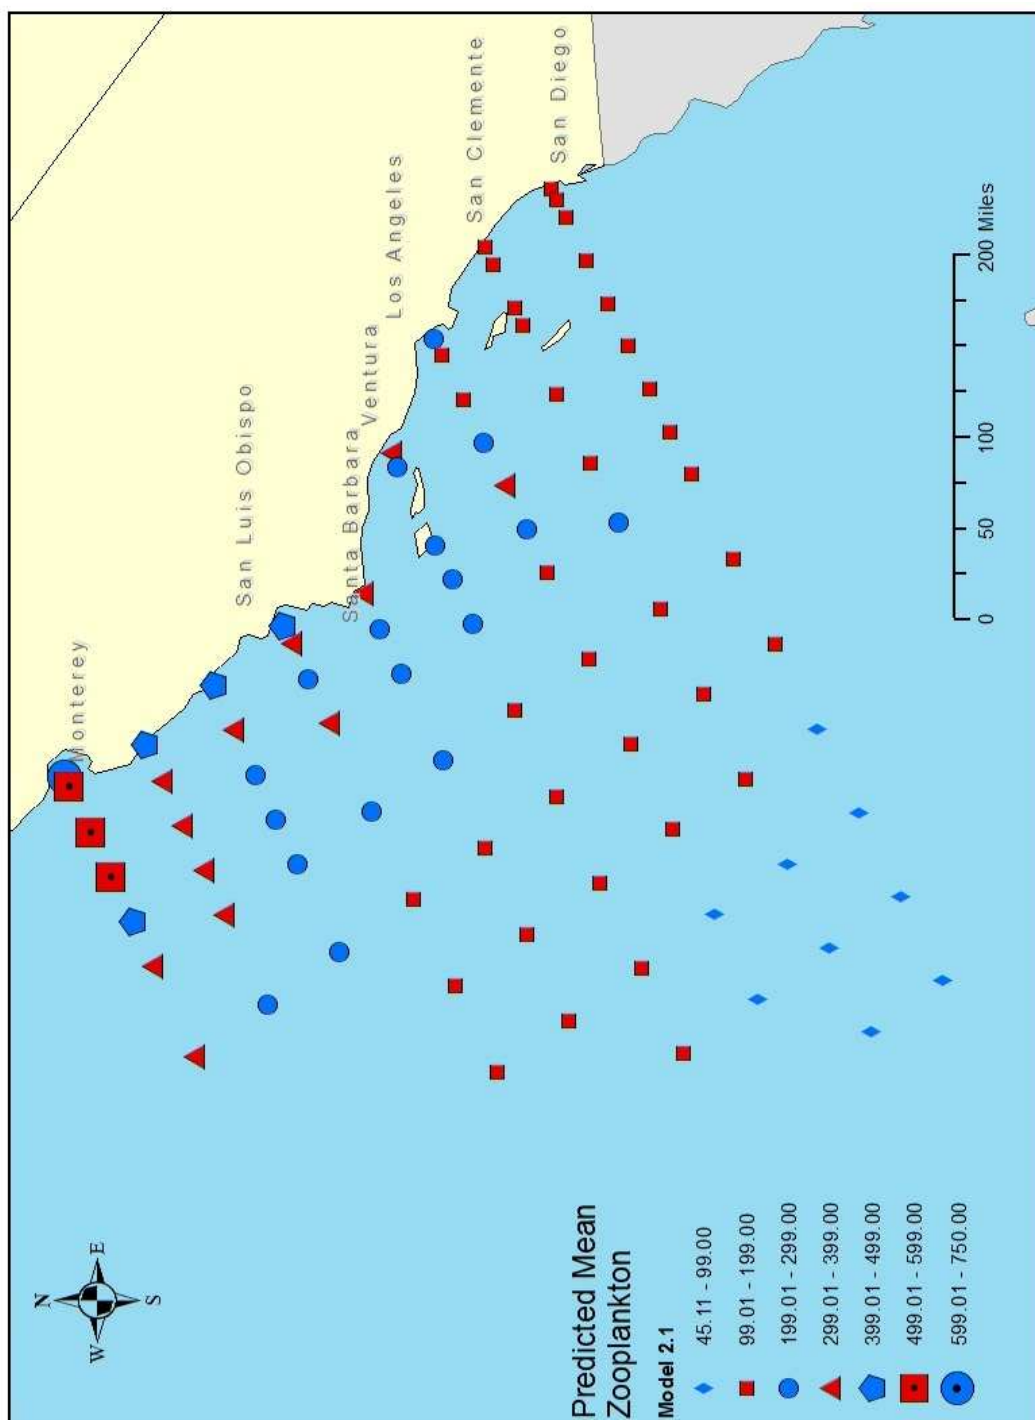 Monterey
San Luis Obispo
Santa Barbara
Ventura
Los Angeles
San Clemente
San Diego
N
W
E
S
Predicted Mean
Zooplankton
Model 2.1
45.11 - 99.00
99.01 - 199.00
199.01 - 299.00
299.01 - 399.00
399.01 - 499.00
499.01 - 599.00
599.01 - 750.00
0 50 100 200 Miles